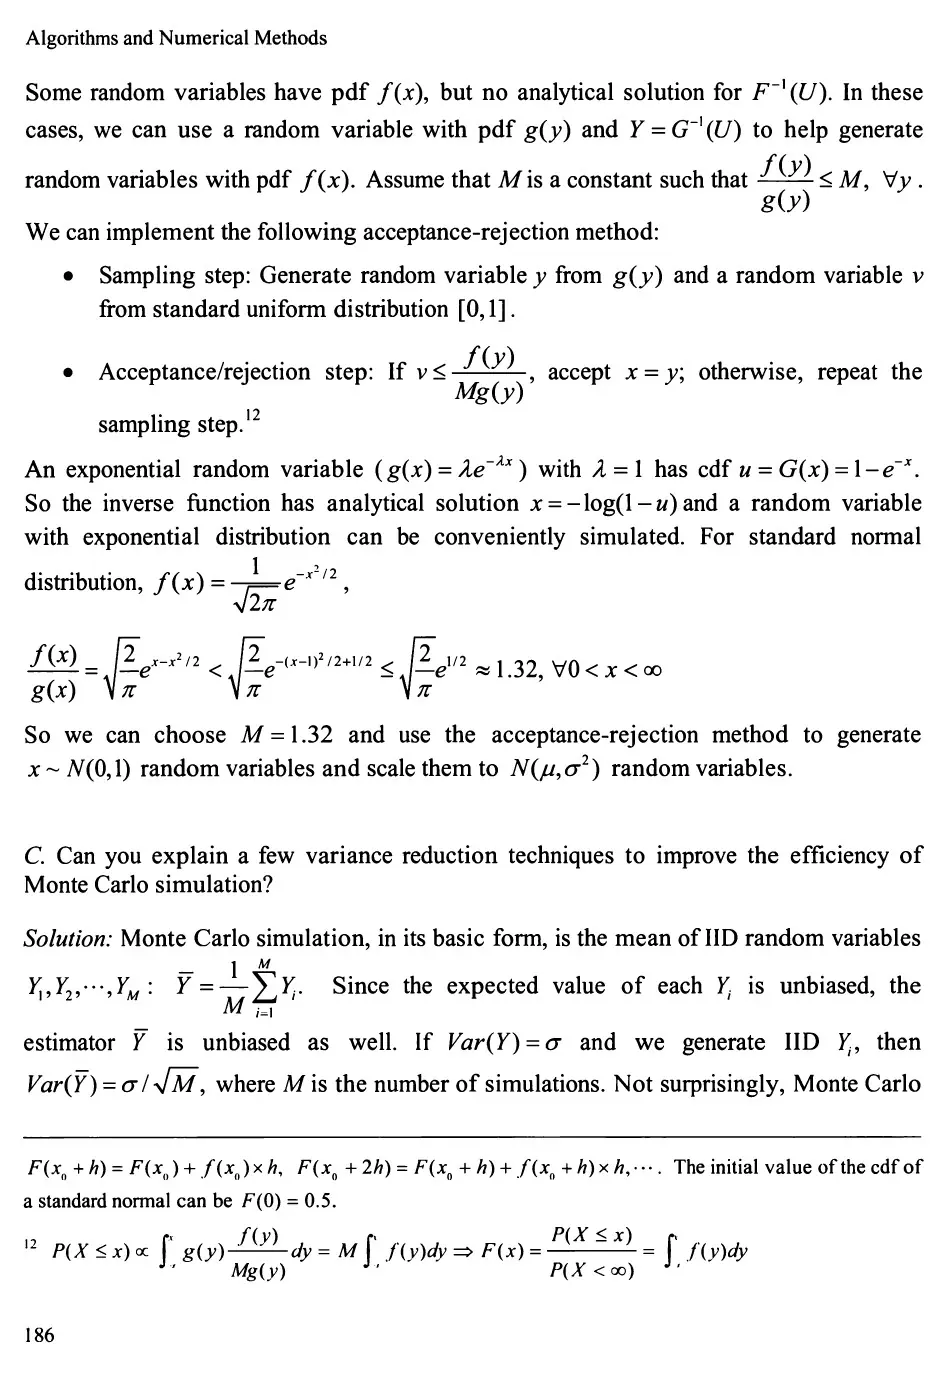 Algorithms and Numerical Methods
Some random variables have pdf f(x), but no analytical solution for F⁻¹(U). In these
cases, we can use a random variable with pdf g(y) and Y = G⁻¹(U) to help generate
random variables with pdf f(x). Assume that M is a constant such that f(y)/g(y) ≤ M, ∀y.
We can implement the following acceptance-rejection method:
• Sampling step: Generate random variable y from g(y) and a random variable v
from standard uniform distribution [0,1].
• Acceptance/rejection step: If v ≤ f(y)/Mg(y), accept x = y; otherwise, repeat the
sampling step.¹²
An exponential random variable (g(x) = λe^{-λx}) with λ = 1 has cdf u = G(x) = 1 − e^{-x}.
So the inverse function has analytical solution x = −log(1 − u) and a random variable
with exponential distribution can be conveniently simulated. For standard normal
distribution, f(x) = 1/√(2π) e^{-x²/2},
f(x)/g(x) = √(2/π) e^{x−x²/2} < √(2/π) e^{−(x−1)²/2+1/2} ≤ √(2/π) e^{1/2} ≈ 1.32, ∀0 < x < ∞
So we can choose M = 1.32 and use the acceptance-rejection method to generate
x ~ N(0,1) random variables and scale them to N(μ,σ²) random variables.
C. Can you explain a few variance reduction techniques to improve the efficiency of
Monte Carlo simulation?
Solution: Monte Carlo simulation, in its basic form, is the mean of IID random variables
Y₁, Y₂, ⋯, Y_M : Ȳ = 1/M ∑_{i=1}^{M} Yᵢ. Since the expected value of each Yᵢ is unbiased, the
estimator Ȳ is unbiased as well. If Var(Y) = σ and we generate IID Yᵢ, then
Var(Ȳ) = σ / √M, where M is the number of simulations. Not surprisingly, Monte Carlo
F(x₀ + h) = F(x₀) + f(x₀) × h, F(x₀ + 2h) = F(x₀ + h) + f(x₀ + h) × h, ⋯. The initial value of the cdf of
a standard normal can be F(0) = 0.5.
¹² P(X ≤ x) ∝ ∫ g(y) f(y)/Mg(y) dy = M ∫ f(y)dy ⇒ F(x) = P(X ≤ x)/P(X < ∞) = ∫ f(y)dy
186